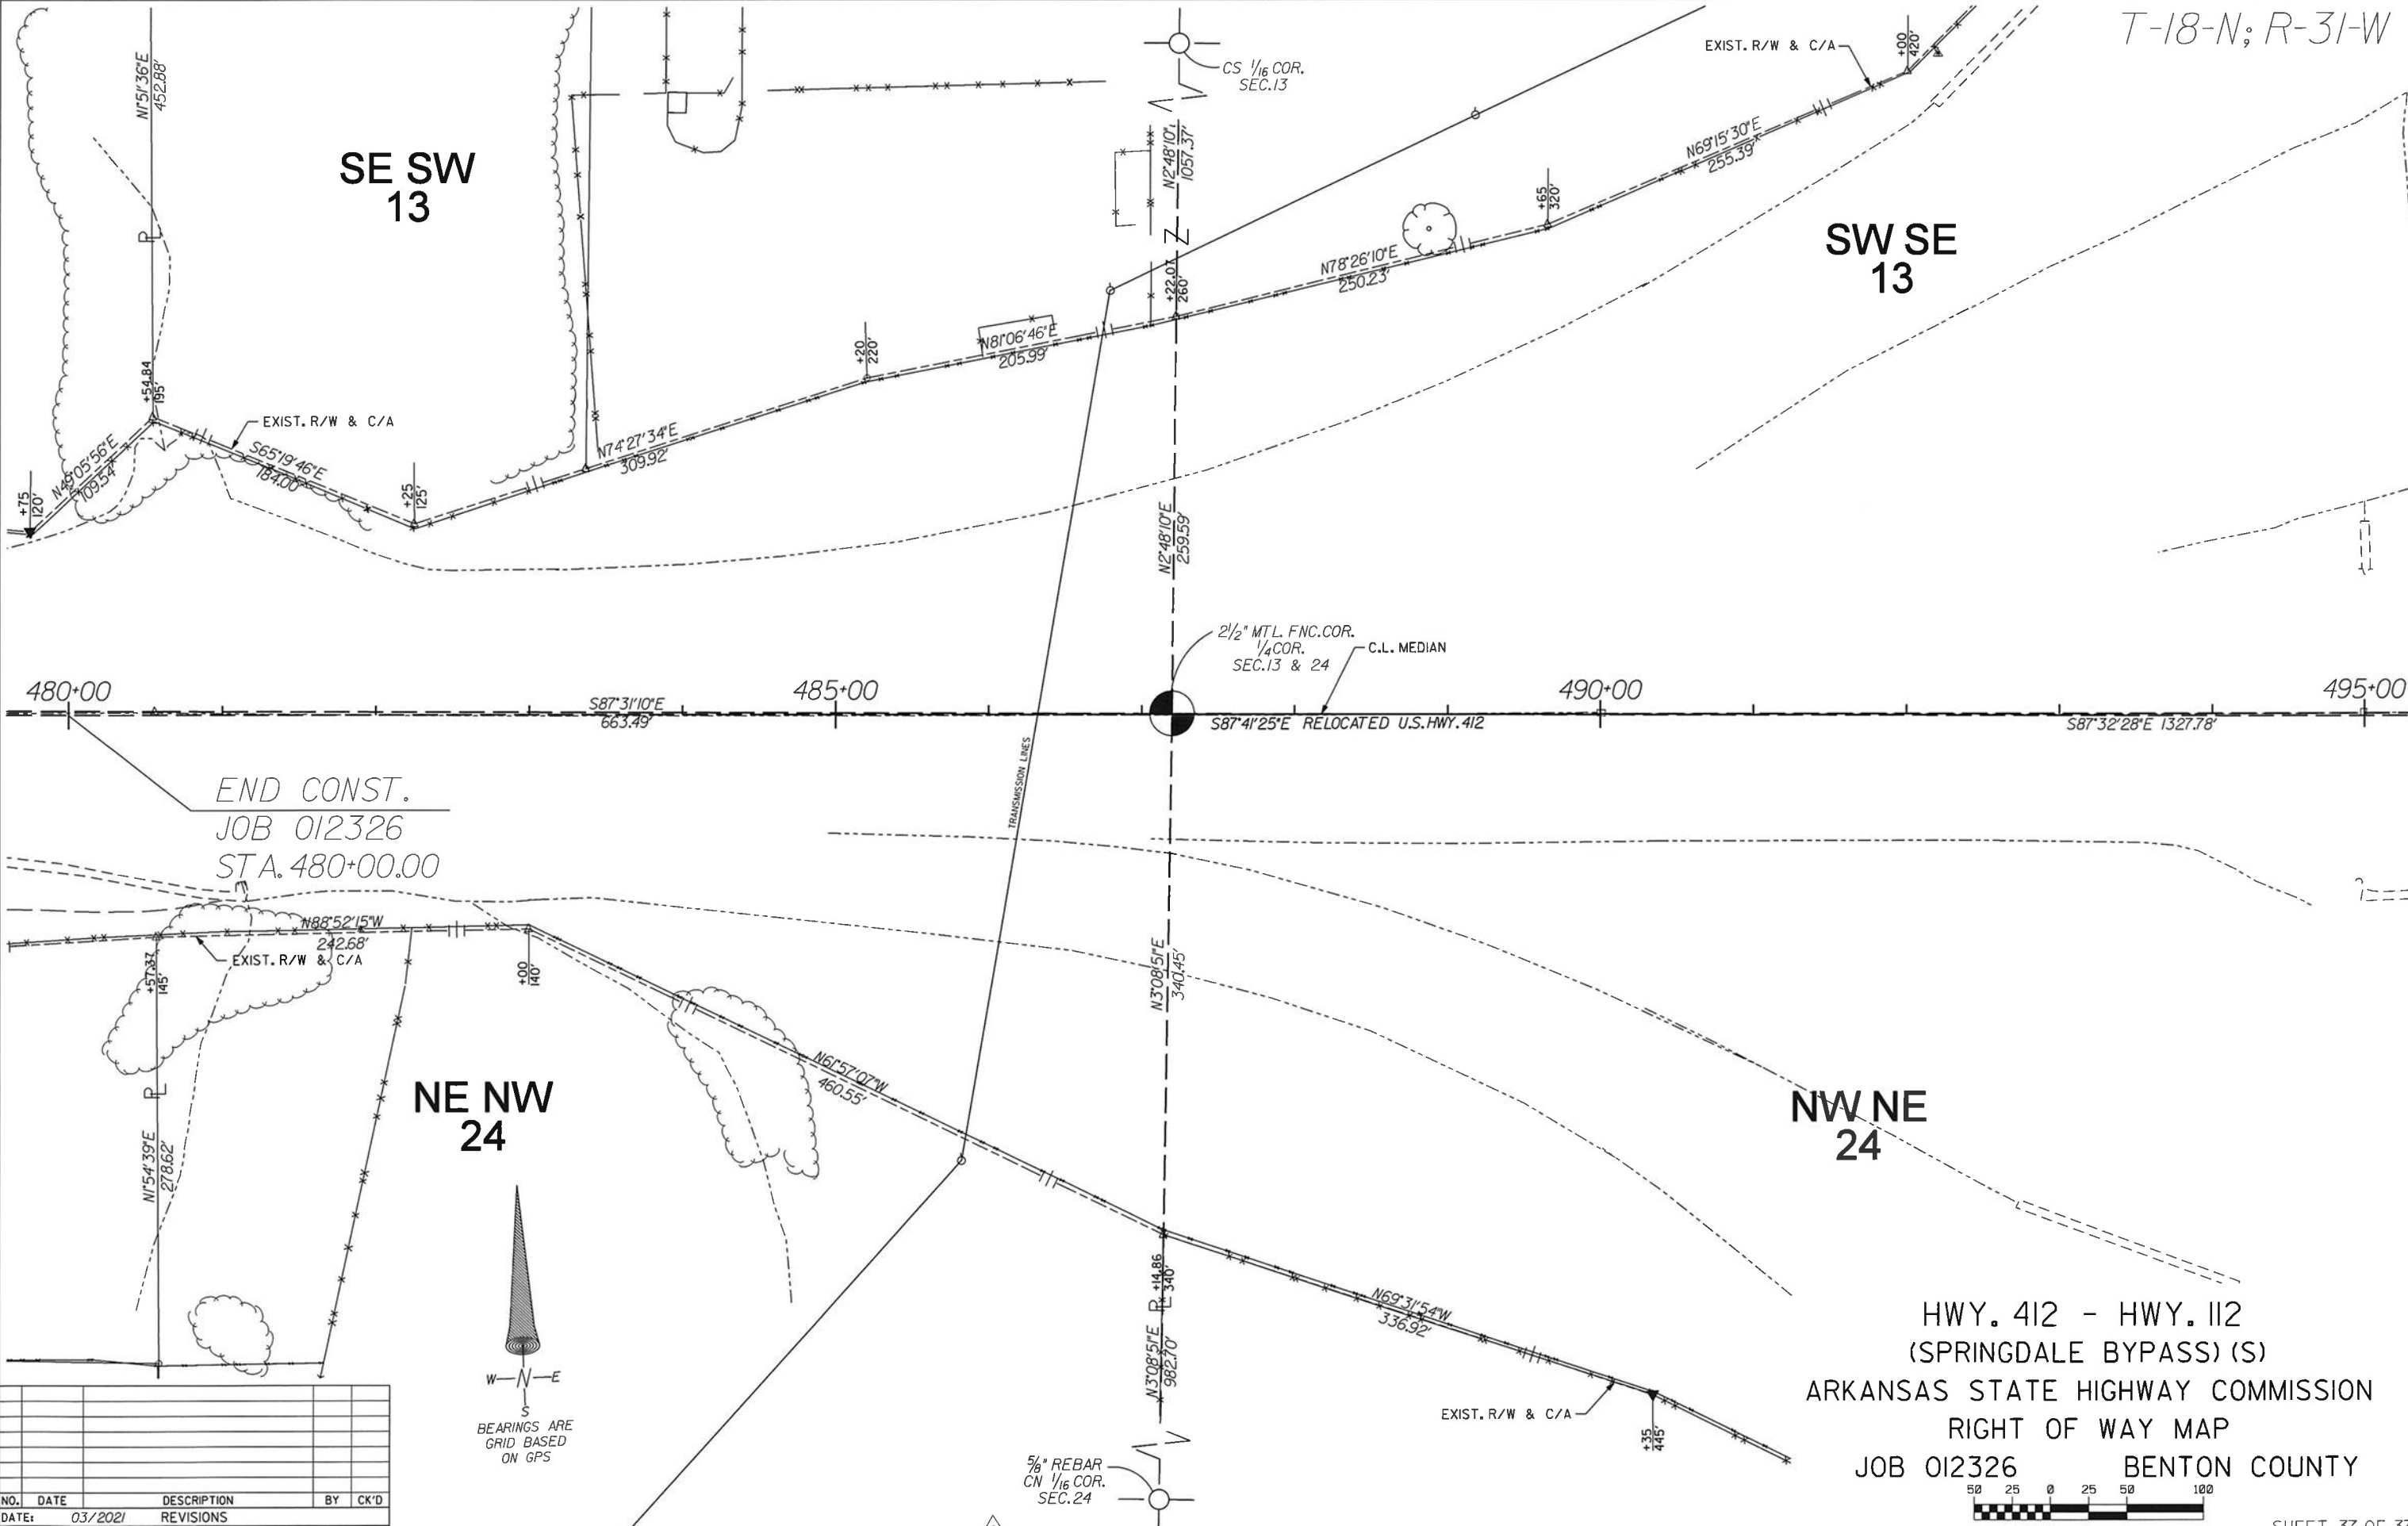 T-18-N; R-31-W
EXIST. R/W & C/A
+00
420'
CS 1/16 COR.
SEC.13
N1°51'36"E
452.88'
SE SW
13
N2°48'10"
1057.37'
N69°15'30"E
255.39'
+65
320'
SW SE
13
N78°26'10"E
250.23'
+22.07
260'
N81°06'46"E
205.99'
+20
220'
+54.84
195'
EXIST. R/W & C/A
N74°27'34"E
309.92'
S65°19'46"E
184.00'
N49°05'56"E
109.54'
+75
120'
+25
125'
N2°48'10"E
259.59'
2 1/2" MTL. FNC.COR.
1/4 COR.
SEC.13 & 24
C.L. MEDIAN
480+00
485+00
490+00
495+00
S87°31'10"E
663.49'
S87°41'25"E RELOCATED U.S.HWY.412
S87°32'28"E 1327.78'
TRANSMISSION LINES
END CONST.
JOB 012326
STA. 480+00.00
N88°52'15"W
242.68'
EXIST. R/W & C/A
+57.37
145'
+00
140'
N3°08'51"E
340.45'
N61°57'07"W
460.55'
NE NW
24
NW NE
24
N1°54'39"E
278.62'
+14.86
340'
N3°08'51"E
982.70'
N69°31'54"W
336.92'
EXIST. R/W & C/A
+35
445'
W N E
S
BEARINGS ARE
GRID BASED
ON GPS
5/8" REBAR
CN 1/16 COR.
SEC.24
HWY. 412 - HWY. 112
(SPRINGDALE BYPASS) (S)
ARKANSAS STATE HIGHWAY COMMISSION
RIGHT OF WAY MAP
JOB 012326 BENTON COUNTY
50 25 0 25 50 100
NO. DATE DESCRIPTION BY CK'D
DATE: 03/2021 REVISIONS